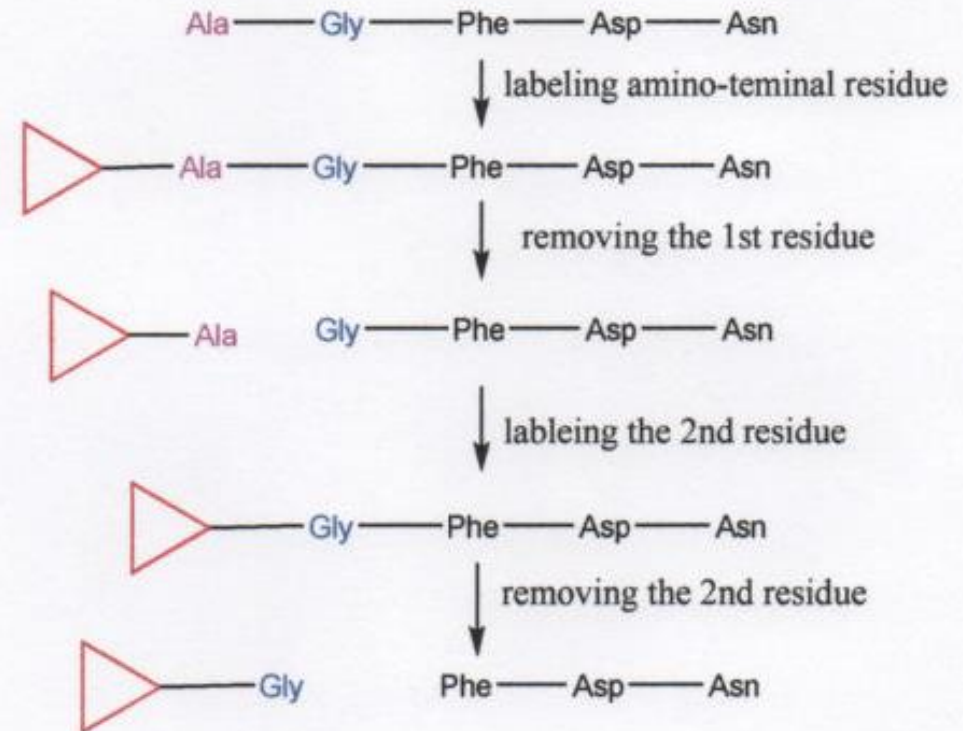 Ala Gly Phe Asp Asn
labeling amino-teminal residue
Ala Gly Phe Asp Asn
removing the 1st residue
Ala Gly Phe Asp Asn
lableing the 2nd residue
Gly Phe Asp Asn
removing the 2nd residue
Gly Phe Asp Asn